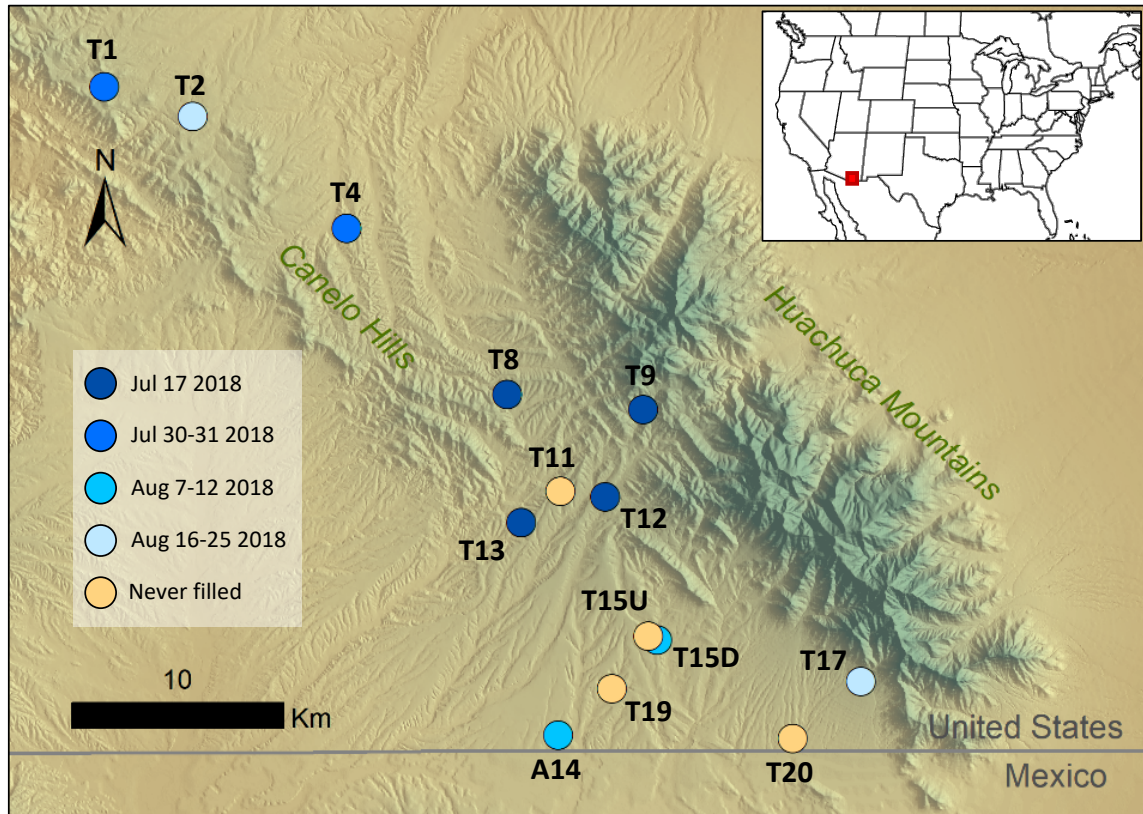 T1
T2
N
T4
Canelo Hills
Huachuca Mountains
T8
T9
Jul 17 2018
Jul 30-31 2018
Aug 7-12 2018
Aug 16-25 2018
Never filled
T11
T12
T13
T15U
T15D
T17
10
Km
T19
United States
A14
T20
Mexico